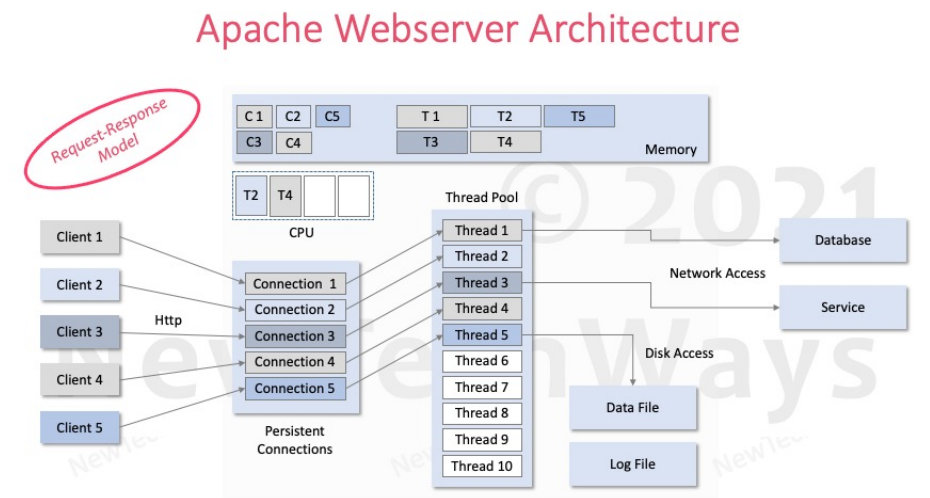 Apache Webserver Architecture
Request-Response
Model
C 1
C2
C5
C3
C4
T 1
T2
T5
T3
T4
Memory
T2
T4
CPU
Thread Pool
Client 1
Client 2
Client 3
Client 4
Client 5
Http
Connection 1
Connection 2
Connection 3
Connection 4
Connection 5
Persistent
Connections
Thread 1
Thread 2
Thread 3
Thread 4
Thread 5
Thread 6
Thread 7
Thread 8
Thread 9
Thread 10
Database
Network Access
Service
Disk Access
Data File
Log File
© 2021